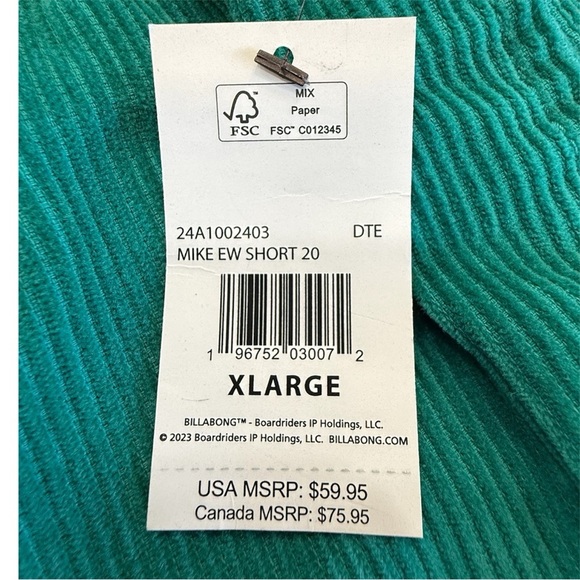 MIX
Paper
FSC™ C012345
FSC
24A1002403 DTE
MIKE EW SHORT 20
1 96752 03007 2
XLARGE
BILLABONG™ - Boardriders IP Holdings, LLC.
© 2023 Boardriders IP Holdings, LLC. BILLABONG.COM
USA MSRP: $59.95
Canada MSRP: $75.95